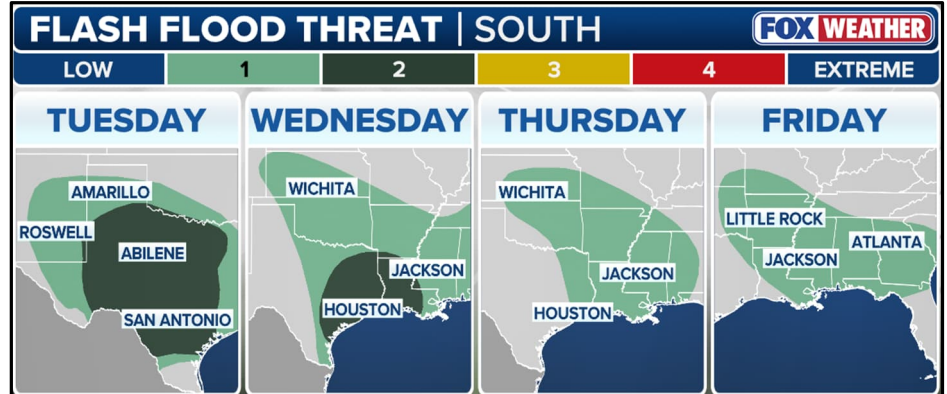 FLASH FLOOD THREAT | SOUTH
FOX WEATHER
LOW 1 2 3 4 EXTREME
TUESDAY
AMARILLO
ROSWELL
ABILENE
SAN ANTONIO
WEDNESDAY
WICHITA
JACKSON
HOUSTON
THURSDAY
WICHITA
JACKSON
HOUSTON
FRIDAY
LITTLE ROCK
ATLANTA
JACKSON